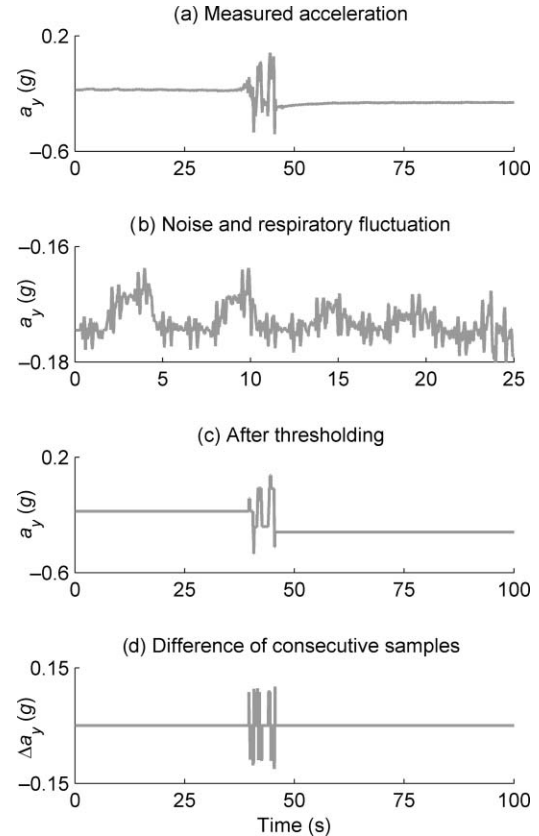 (a) Measured acceleration
0.2
a_y (g)
–0.6
0 25 50 75 100
(b) Noise and respiratory fluctuation
–0.16
a_y (g)
–0.18
0 5 10 15 20 25
(c) After thresholding
0.2
a_y (g)
–0.6
0 25 50 75 100
(d) Difference of consecutive samples
0.15
Δa_y (g)
–0.15
0 25 50 75 100
Time (s)